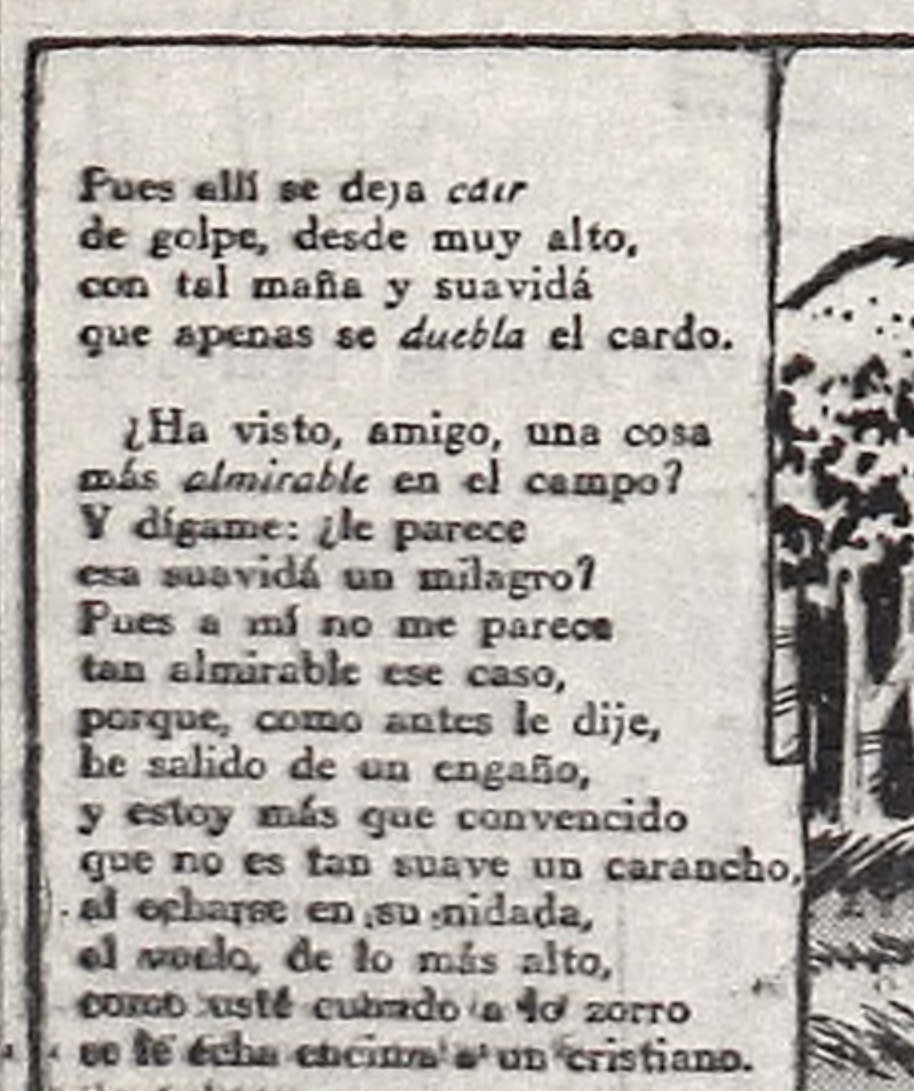 Pues allí se deja cáir
de golpe, desde muy alto,
con tal maña y suavidá
que apenas se duebla el cardo.
¿Ha visto, amigo, una cosa
más almirable en el campo?
Y dígame: ¿le parece
esa suavidá un milagro?
Pues a mí no me parece
tan almirable ese caso,
porque, como antes le dije,
he salido de un engaño,
y estoy más que convencido
que no es tan suave un carancho,
al echarse en su nidada,
al vuelo, de lo más alto,
como usté cuando a lo zorro
se le écha encima a un cristiano.